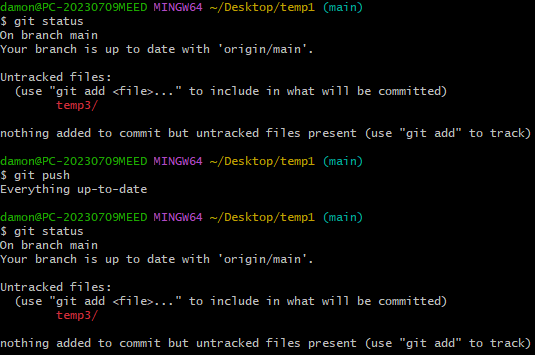 damon@PC-20230709MEED MINGW64 ~/Desktop/temp1 (main)
$ git status
On branch main
Your branch is up to date with 'origin/main'.
Untracked files:
(use "git add <file>..." to include in what will be committed)
temp3/
nothing added to commit but untracked files present (use "git add" to track)
damon@PC-20230709MEED MINGW64 ~/Desktop/temp1 (main)
$ git push
Everything up-to-date
damon@PC-20230709MEED MINGW64 ~/Desktop/temp1 (main)
$ git status
On branch main
Your branch is up to date with 'origin/main'.
Untracked files:
(use "git add <file>..." to include in what will be committed)
temp3/
nothing added to commit but untracked files present (use "git add" to track)